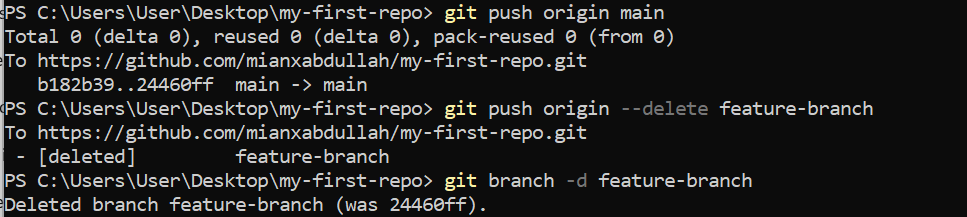 PS C:\Users\User\Desktop\my-first-repo> git push origin main
Total 0 (delta 0), reused 0 (delta 0), pack-reused 0 (from 0)
To https://github.com/mianxabdullah/my-first-repo.git
   b182b39..24460ff  main -> main
PS C:\Users\User\Desktop\my-first-repo> git push origin --delete feature-branch
To https://github.com/mianxabdullah/my-first-repo.git
 - [deleted]         feature-branch
PS C:\Users\User\Desktop\my-first-repo> git branch -d feature-branch
Deleted branch feature-branch (was 24460ff).